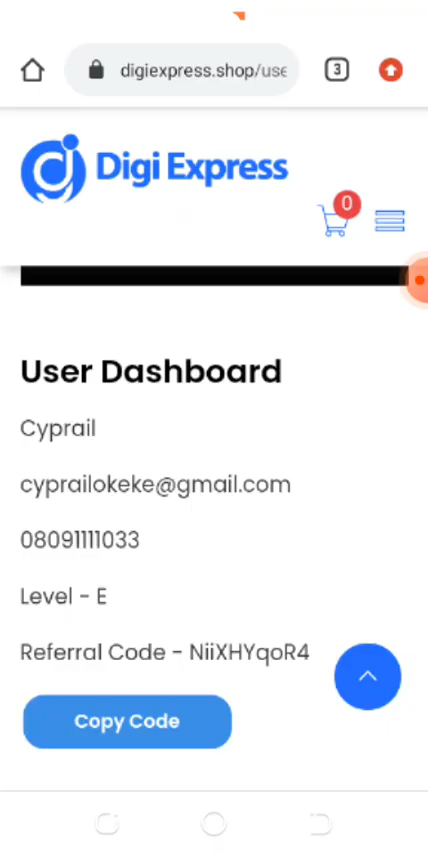 digiexpress.shop/use
3
Digi Express
0
User Dashboard
Cyprail
cyprailokeke@gmail.com
08091111033
Level - E
Referral Code - NiiXHYqoR4
Copy Code